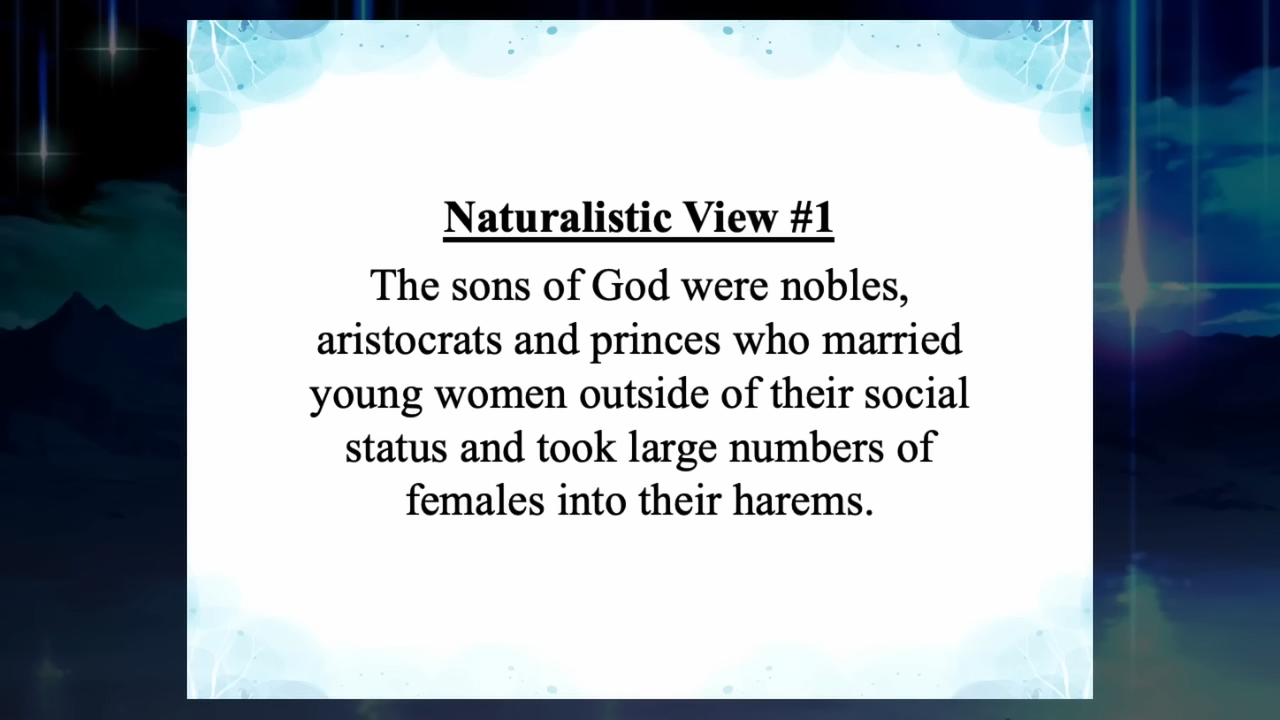 Naturalistic View #1
The sons of God were nobles,
aristocrats and princes who married
young women outside of their social
status and took large numbers of
females into their harems.